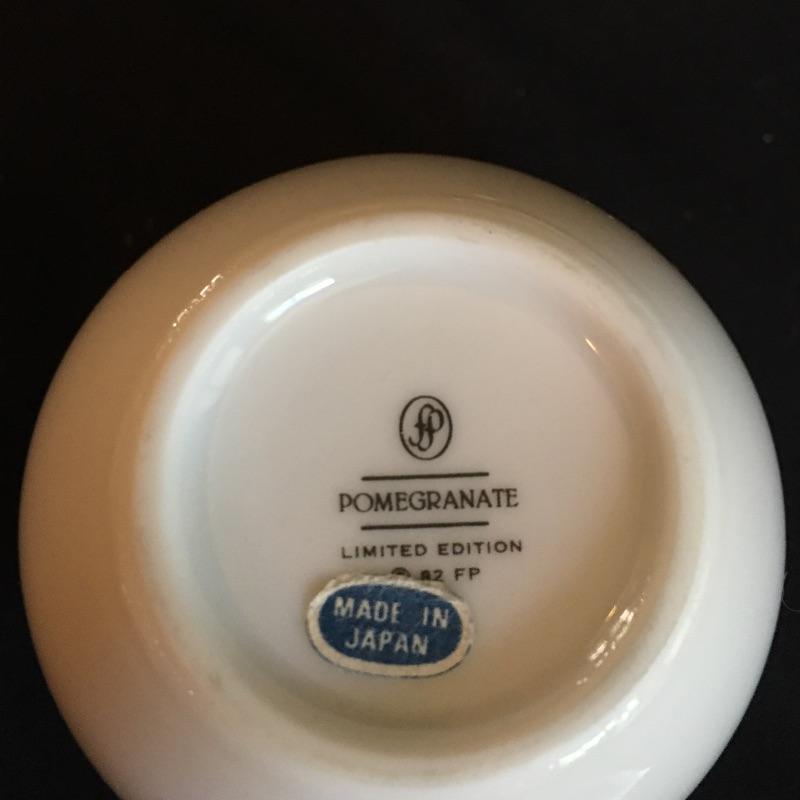 FP
POMEGRANATE
LIMITED EDITION
© 82 FP
MADE IN
JAPAN